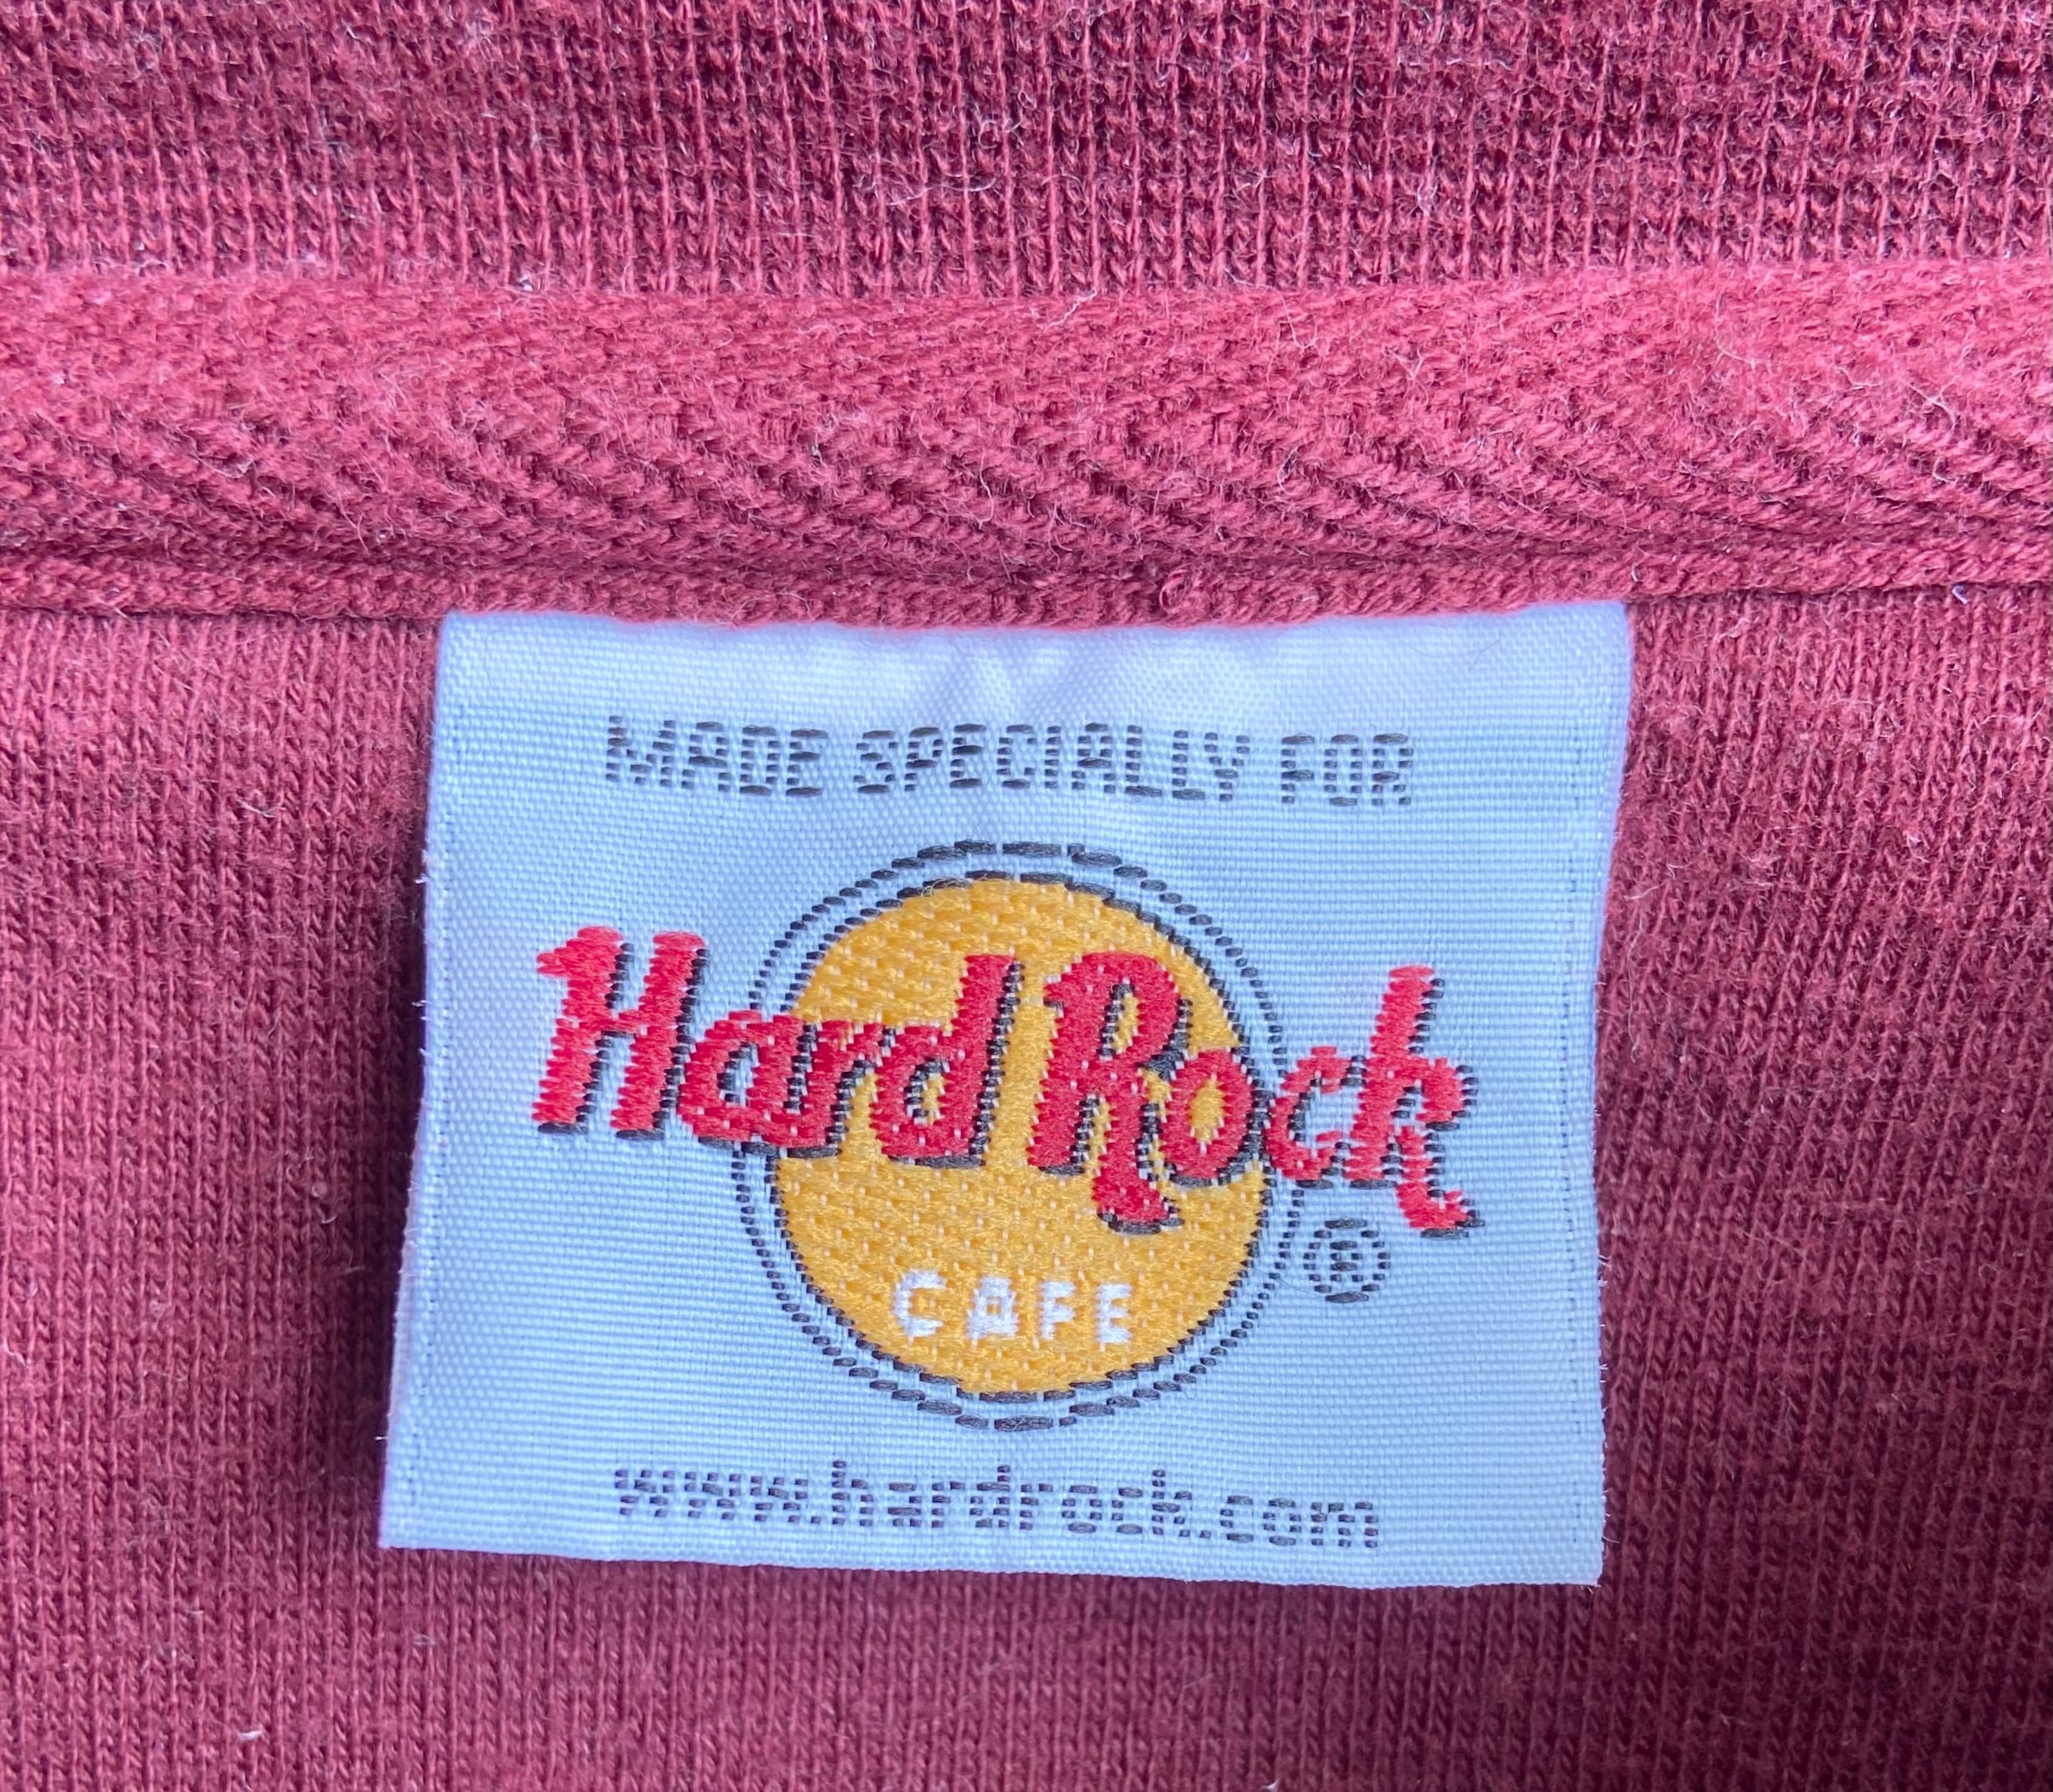 MADE SPECIALLY FOR
Hard Rock
®
CAFE
www.hardrock.com